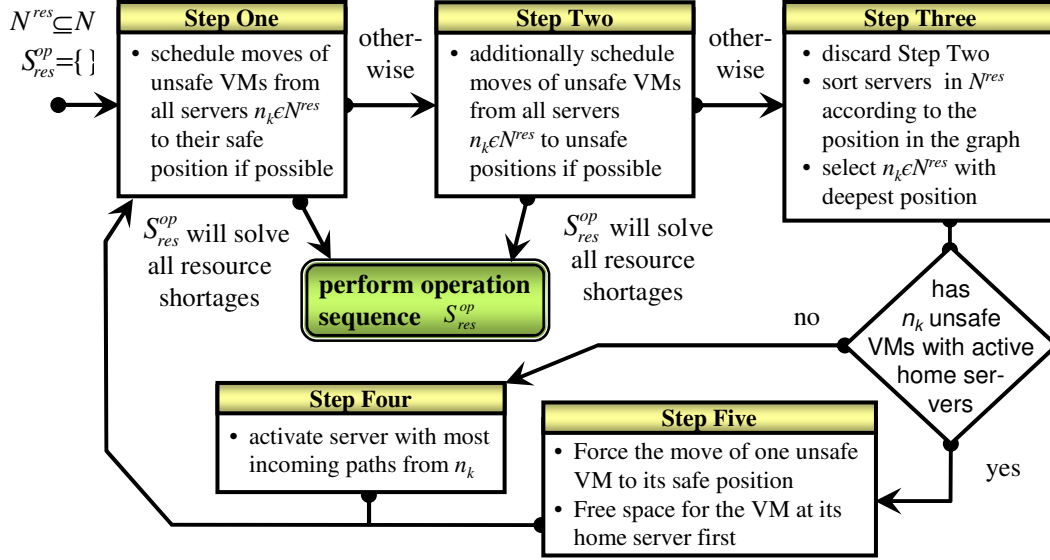 N^res ⊆ N
S^op_res = { }
Step One
• schedule moves of
unsafe VMs from
all servers n_k ϵ N^res
to their safe
position if possible
other-
wise
Step Two
• additionally schedule
moves of unsafe VMs
from all servers
n_k ϵ N^res to unsafe
positions if possible
other-
wise
Step Three
• discard Step Two
• sort servers in N^res
according to the
position in the graph
• select n_k ϵ N^res with
deepest position
S^op_res will solve
all resource
shortages
S^op_res will solve
all resource
shortages
perform operation
sequence S^op_res
has
n_k unsafe
VMs with active
home ser-
vers
no
yes
Step Four
• activate server with most
incoming paths from n_k
Step Five
• Force the move of one unsafe
VM to its safe position
• Free space for the VM at its
home server first